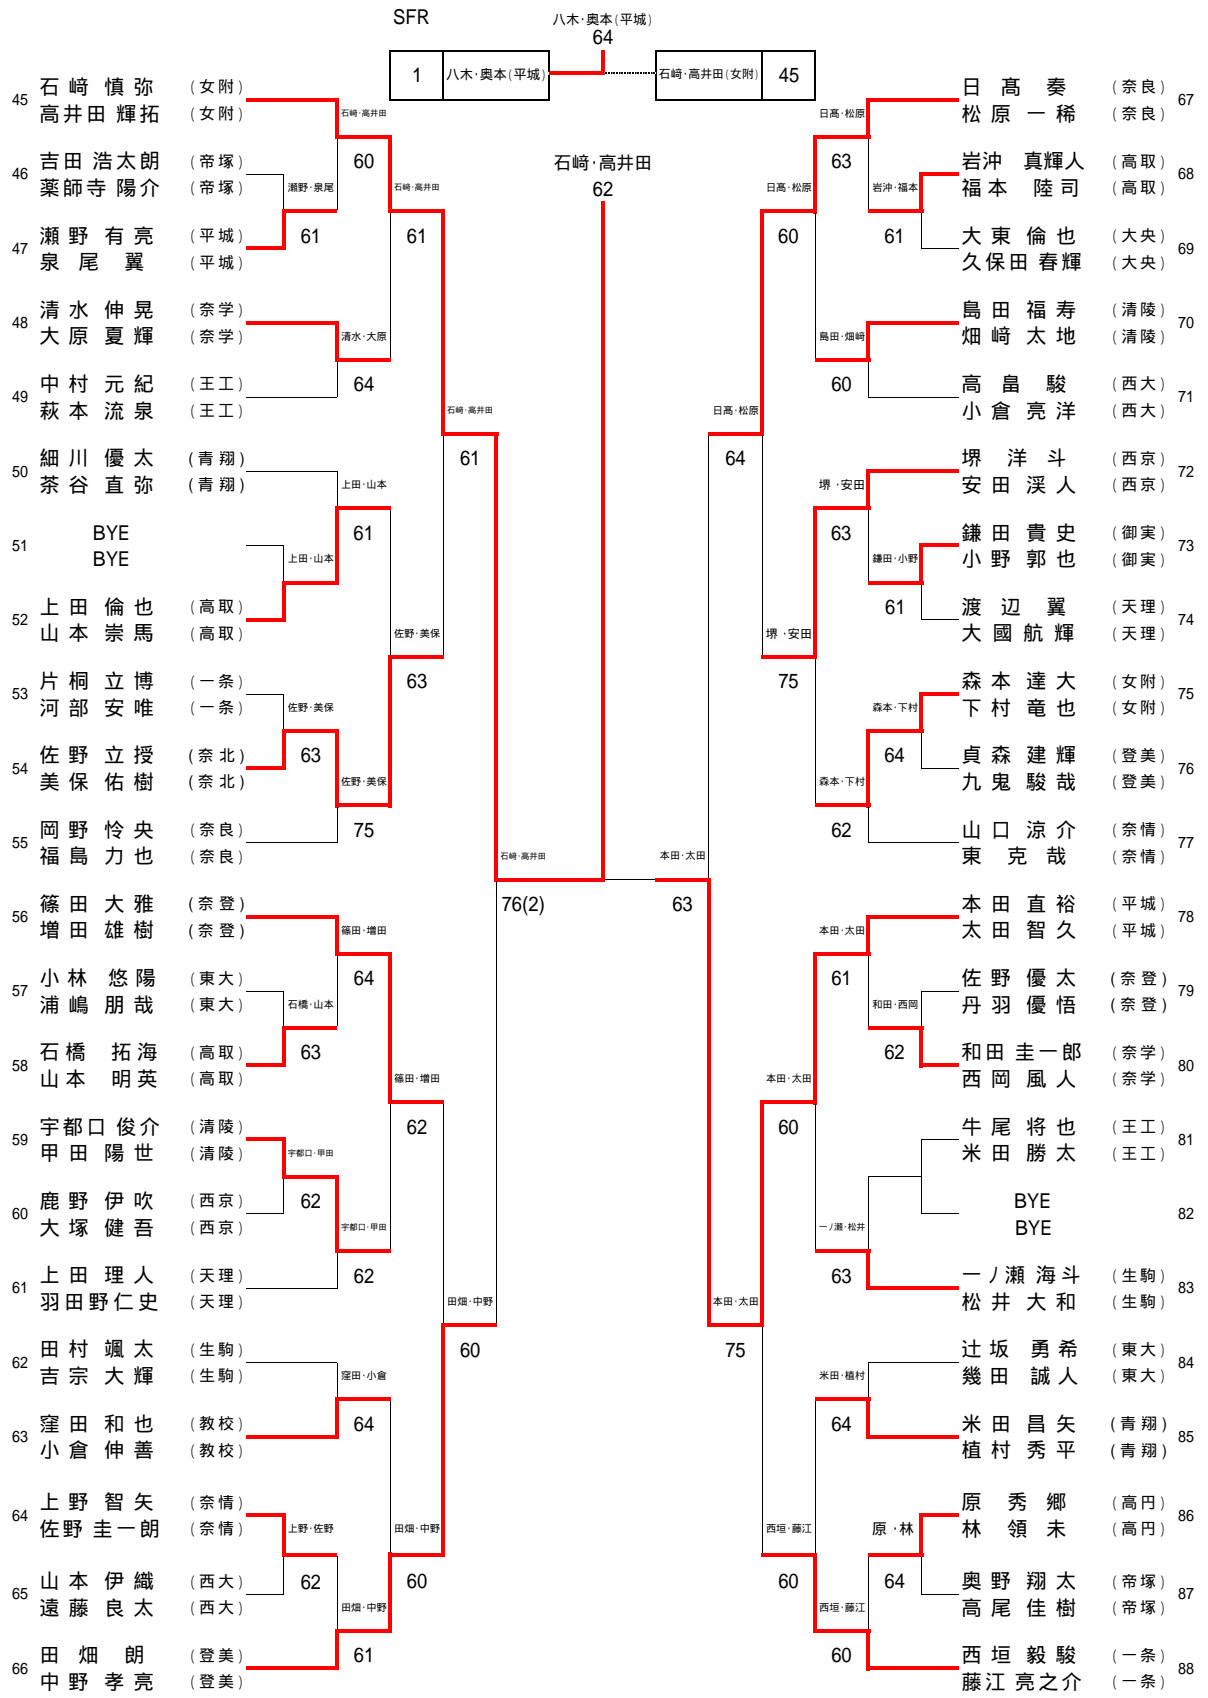 SFR
八木・奥本(平城)
64
1 八木・奥本(平城)
石﨑・高井田(女附) 45
石﨑・高井田
62
45 石﨑 慎弥 (女附)
高井田 輝拓 (女附)
46 吉田 浩太朗 (帝塚)
薬師寺 陽介 (帝塚)
47 瀬野 有亮 (平城)
泉尾 翼 (平城)
48 清水 伸晃 (奈学)
大原 夏輝 (奈学)
49 中村 元紀 (王工)
萩本 流泉 (王工)
50 細川 優太 (青翔)
茶谷 直弥 (青翔)
51 BYE
BYE
52 上田 倫也 (高取)
山本 崇馬 (高取)
53 片桐 立博 (一条)
河部 安唯 (一条)
54 佐野 立授 (奈北)
美保 佑樹 (奈北)
55 岡野 怜央 (奈良)
福島 力也 (奈良)
56 篠田 大雅 (奈登)
増田 雄樹 (奈登)
57 小林 悠陽 (東大)
浦嶋 朋哉 (東大)
58 石橋 拓海 (高取)
山本 明英 (高取)
59 宇都口 俊介 (清陵)
甲田 陽世 (清陵)
60 鹿野 伊吹 (西京)
大塚 健吾 (西京)
61 上田 理人 (天理)
羽田野 仁史 (天理)
62 田村 颯太 (生駒)
吉宗 大輝 (生駒)
63 窪田 和也 (教校)
小倉 伸善 (教校)
64 上野 智矢 (奈情)
佐野 圭一朗 (奈情)
65 山本 伊織 (西大)
遠藤 良太 (西大)
66 田畑 朗 (登美)
中野 孝亮 (登美)
瀬野・泉尾
61
佐野・美保
63
上田・山本
石橋・山本
63
宇都口・甲田
62
上野・佐野
62
石﨑・高井田
60
清水・大原
64
上田・山本
61
佐野・美保
75
篠田・増田
64
宇都口・甲田
62
窪田・小倉
64
田畑・中野
61
石﨑・高井田
61
佐野・美保
63
篠田・増田
62
田畑・中野
60
石﨑・高井田
61
田畑・中野
60
石﨑・高井田
76(2)
本田・太田
63
日髙・松原
64
本田・太田
75
日髙・松原
60
堺・安田
75
本田・太田
60
西垣・藤江
60
日髙・松原
63
島田・畑﨑
60
堺・安田
63
森本・下村
62
本田・太田
61
一ノ瀬・松井
63
米田・植村
64
西垣・藤江
60
岩沖・福本
61
鎌田・小野
61
森本・下村
64
和田・西岡
62
原・林
64
日髙 奏 (奈良) 67
松原 一稀 (奈良)
岩沖 真輝人 (高取) 68
福本 陸司 (高取)
大東 倫也 (大央) 69
久保田 春輝 (大央)
島田 福寿 (清陵) 70
畑﨑 太地 (清陵)
高畠 駿 (西大) 71
小倉 亮洋 (西大)
堺 洋斗 (西京) 72
安田 渓人 (西京)
鎌田 貴史 (御実) 73
小野 郭也 (御実)
渡辺 翼 (天理) 74
大國 航輝 (天理)
森本 達大 (女附) 75
下村 竜也 (女附)
貞森 建輝 (登美) 76
九鬼 駿哉 (登美)
山口 涼介 (奈情) 77
東 克哉 (奈情)
本田 直裕 (平城) 78
太田 智久 (平城)
佐野 優太 (奈登) 79
丹羽 優悟 (奈登)
和田 圭一郎 (奈学) 80
西岡 風人 (奈学)
牛尾 将也 (王工) 81
米田 勝太 (王工)
BYE 82
BYE
一ノ瀬 海斗 (生駒) 83
松井 大和 (生駒)
辻坂 勇希 (東大) 84
幾田 誠人 (東大)
米田 昌矢 (青翔) 85
植村 秀平 (青翔)
原 秀郷 (高円) 86
林 領未 (高円)
奥野 翔太 (帝塚) 87
高尾 佳樹 (帝塚)
西垣 毅駿 (一条) 88
藤江 亮之介 (一条)